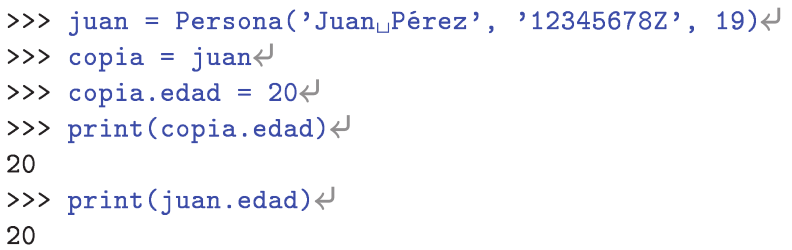 >>> juan = Persona('Juan␣Pérez', '12345678Z', 19)↵
>>> copia = juan↵
>>> copia.edad = 20↵
>>> print(copia.edad)↵
20
>>> print(juan.edad)↵
20